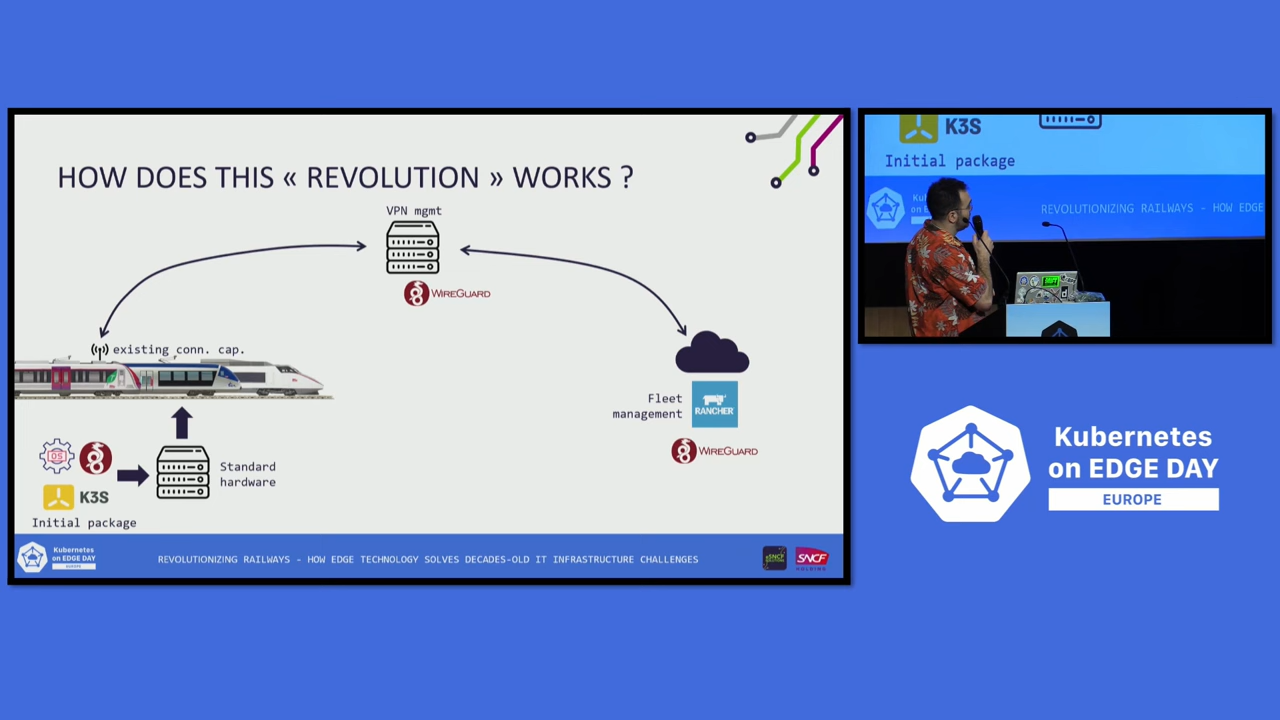 HOW DOES THIS « REVOLUTION » WORKS ?
VPN mgmt
WIREGUARD
existing conn. cap.
Fleet
management
RANCHER
WIREGUARD
OS
K3S
Initial package
Standard
hardware
Kubernetes
on EDGE DAY
EUROPE
REVOLUTIONIZING RAILWAYS - HOW EDGE TECHNOLOGY SOLVES DECADES-OLD IT INFRASTRUCTURE CHALLENGES
SNCF
K3S
Initial package
REVOLUTIONIZING RAILWAYS - HOW EDGE
Kubernetes
on EDGE DAY
EUROPE